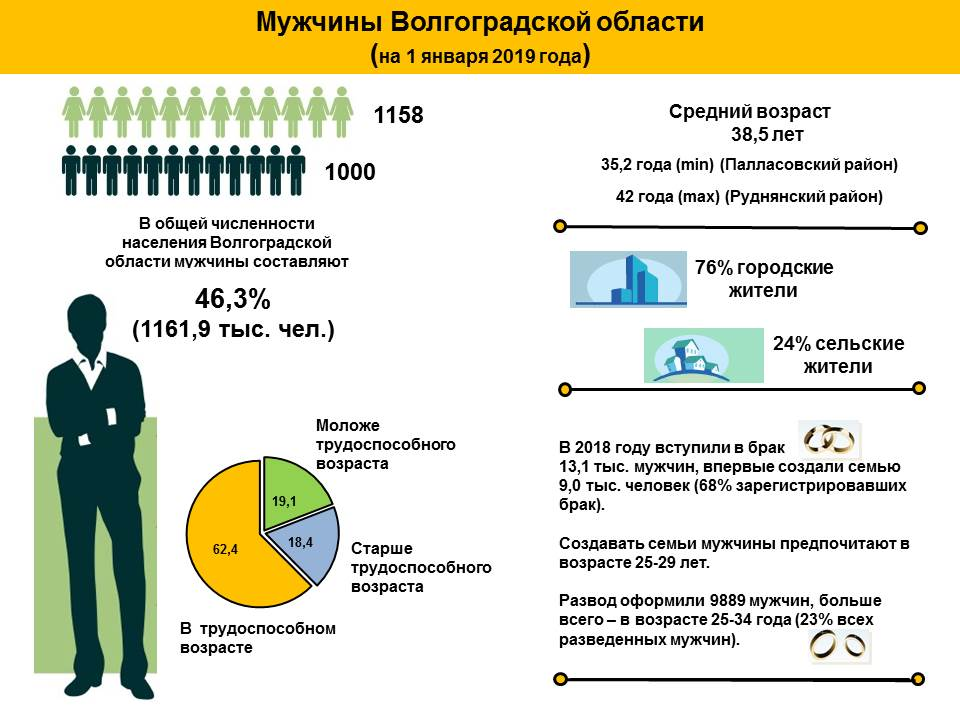 Мужчины Волгоградской области
(на 1 января 2019 года)
1158
1000
В общей численности
населения Волгоградской
области мужчины составляют
46,3%
(1161,9 тыс. чел.)
Моложе
трудоспособного
возраста
19,1
18,4
62,4
Старше
трудоспособного
возраста
В трудоспособном
возрасте
Средний возраст
38,5 лет
35,2 года (min) (Палласовский район)
42 года (max) (Руднянский район)
76% городские
жители
24% сельские
жители
В 2018 году вступили в брак
13,1 тыс. мужчин, впервые создали семью
9,0 тыс. человек (68% зарегистрировавших
брак).
Создавать семьи мужчины предпочитают в
возрасте 25-29 лет.
Развод оформили 9889 мужчин, больше
всего – в возрасте 25-34 года (23% всех
разведенных мужчин).